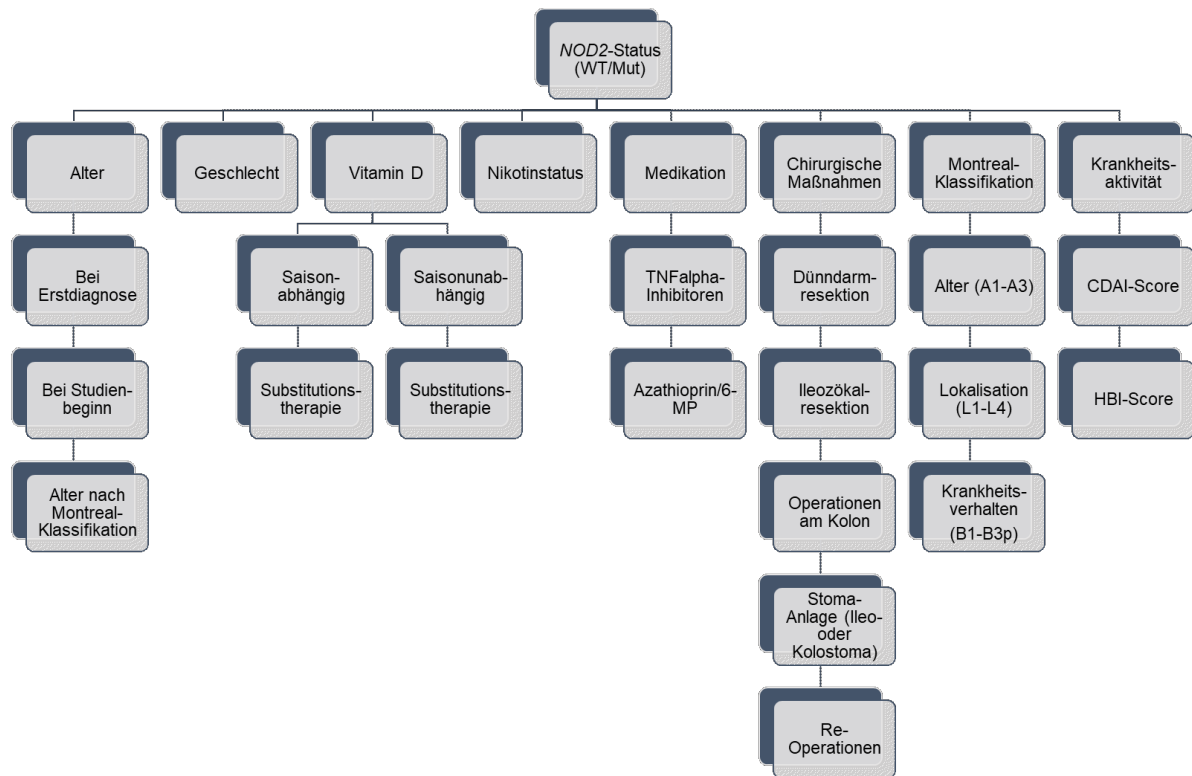 NOD2-Status
(WT/Mut)
Alter
Geschlecht
Vitamin D
Nikotinstatus
Medikation
Chirurgische
Maßnahmen
Montreal-
Klassifikation
Krankheits-
aktivität
Bei
Erstdiagnose
Saison-
abhängig
Saisonunab-
hängig
TNFalpha-
Inhibitoren
Dünndarm-
resektion
Alter (A1-A3)
CDAI-Score
Bei Studien-
beginn
Substitutions-
therapie
Substitutions-
therapie
Azathioprin/6-
MP
Ileozökal-
resektion
Lokalisation
(L1-L4)
HBI-Score
Alter nach
Montreal-
Klassifikation
Operationen
am Kolon
Krankheits-
verhalten
(B1-B3p)
Stoma-
Anlage (Ileo-
oder
Kolostoma)
Re-
Operationen